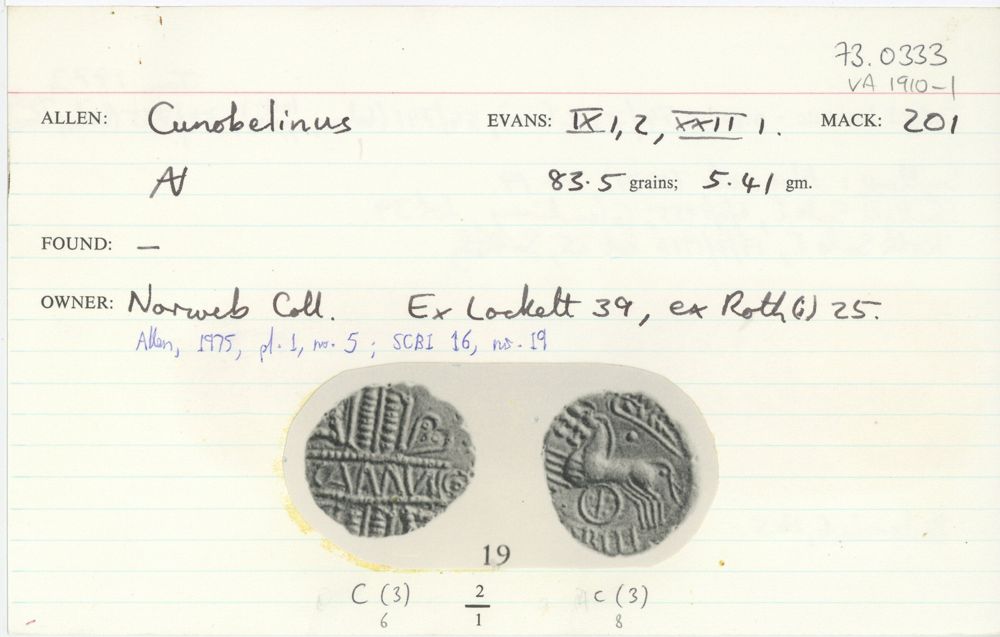 73.0333
VA 1910-1
ALLEN: Cunobelinus EVANS: IX 1, 2, XXII 1. MACK: 201
AV 83.5 grains; 5.41 gm.
FOUND: —
OWNER: Norweb Coll. Ex Lockett 39, ex Roth (i) 25.
Allen, 1975, pl. 1, no. 5; SCBI 16, no. 19
CAMVL
19
C (3) 2 c (3)
6 1 8